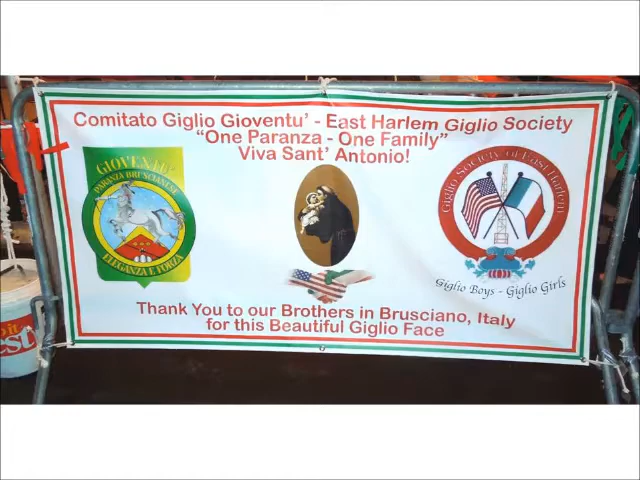 Comitato Giglio Gioventu' - East Harlem Giglio Society
"One Paranza - One Family"
Viva Sant' Antonio!
GIOVENTU'
PARANZA BRUSCIANESE
ELEGANZA E FORZA
Giglio Society of East Harlem
Giglio Boys - Giglio Girls
Thank You to our Brothers in Brusciano, Italy
for this Beautiful Giglio Face